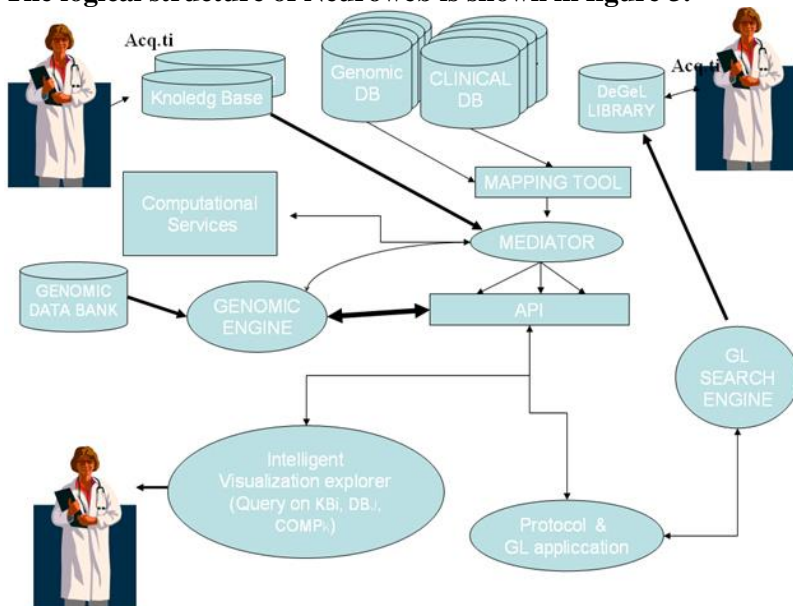 The logical structure of Neuroweb is shown in figure 3.
Acq.ti
Knoledg Base
Genomic
DB
CLINICAL
DB
DeGeL
LIBRARY
Acq.ti
MAPPING TOOL
Computational
Services
MEDIATOR
GENOMIC
DATA BANK
GENOMIC
ENGINE
API
GL
SEARCH
ENGINE
Intelligent
Visualization explorer
(Query on KBi, DB.j,
COMP.)
Protocol &
GL appliccation